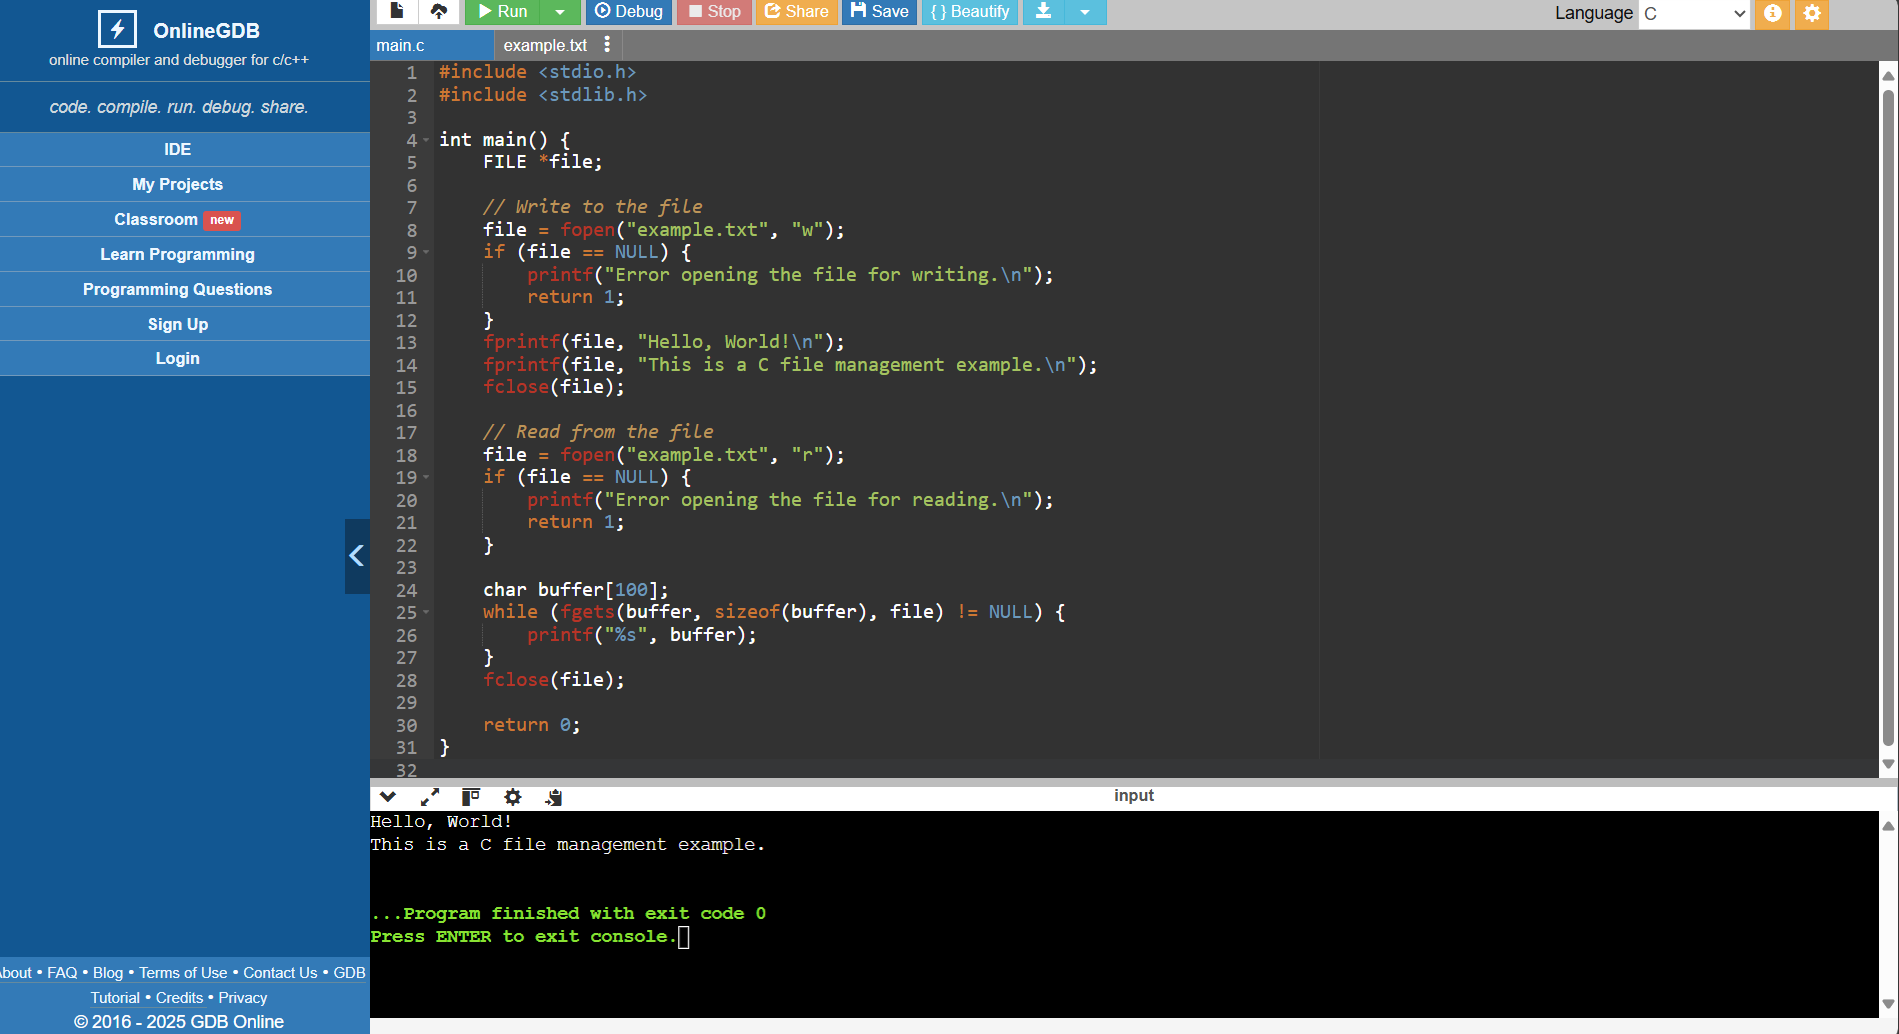 OnlineGDB
online compiler and debugger for c/c++
code. compile. run. debug. share.
IDE
My Projects
Classroom new
Learn Programming
Programming Questions
Sign Up
Login
bout • FAQ • Blog • Terms of Use • Contact Us • GDB
Tutorial • Credits • Privacy
© 2016 - 2025 GDB Online
Run Debug Stop Share Save { } Beautify Language C
main.c example.txt
1 #include <stdio.h>
2 #include <stdlib.h>
3
4 int main() {
5     FILE *file;
6
7     // Write to the file
8     file = fopen("example.txt", "w");
9     if (file == NULL) {
10         printf("Error opening the file for writing.\n");
11         return 1;
12     }
13     fprintf(file, "Hello, World!\n");
14     fprintf(file, "This is a C file management example.\n");
15     fclose(file);
16
17     // Read from the file
18     file = fopen("example.txt", "r");
19     if (file == NULL) {
20         printf("Error opening the file for reading.\n");
21         return 1;
22     }
23
24     char buffer[100];
25     while (fgets(buffer, sizeof(buffer), file) != NULL) {
26         printf("%s", buffer);
27     }
28     fclose(file);
29
30     return 0;
31 }
32
input
Hello, World!
This is a C file management example.
...Program finished with exit code 0
Press ENTER to exit console.